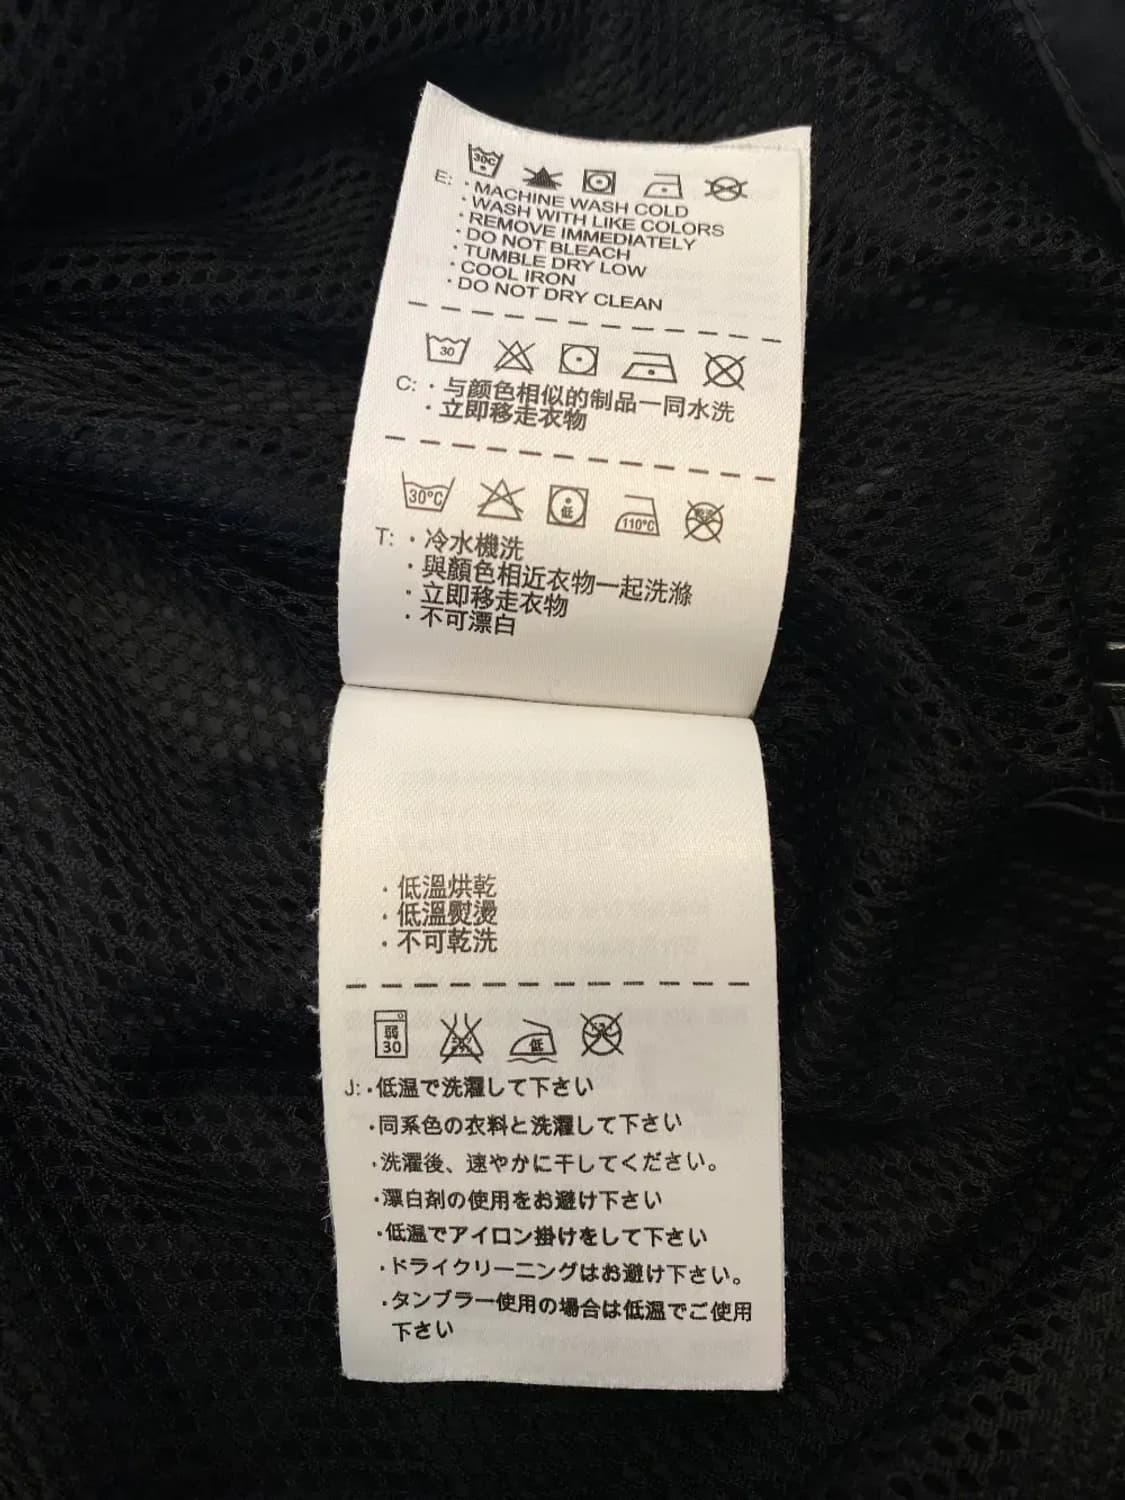 30C
E: · MACHINE WASH COLD
· WASH WITH LIKE COLORS
· REMOVE IMMEDIATELY
· DO NOT BLEACH
· TUMBLE DRY LOW
· COOL IRON
· DO NOT DRY CLEAN
30
C: · 与颜色相似的制品一同水洗
· 立即移走衣物
30°C 低 110°C
T: · 冷水機洗
· 與顏色相近衣物一起洗滌
· 立即移走衣物
· 不可漂白
· 低溫烘乾
· 低溫熨燙
· 不可乾洗
弱 30 低
J: · 低温で洗濯して下さい
· 同系色の衣料と洗濯して下さい
· 洗濯後、速やかに干してください。
· 漂白剤の使用をお避け下さい
· 低温でアイロン掛けをして下さい
· ドライクリーニングはお避け下さい。
· タンブラー使用の場合は低温でご使用
下さい